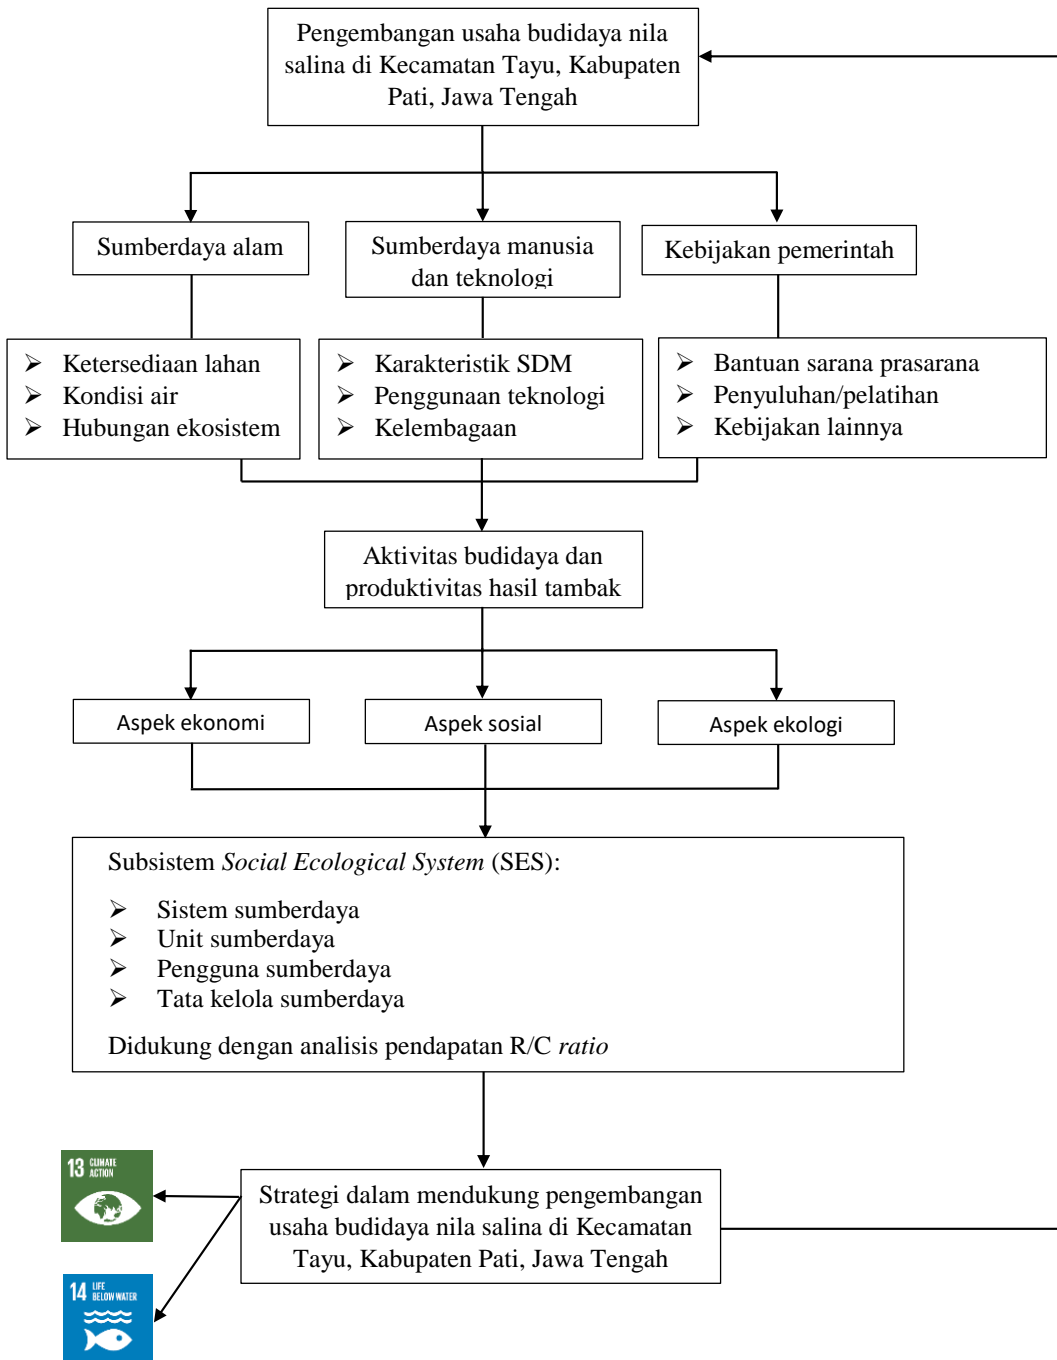 Pengembangan usaha budidaya nila
salina di Kecamatan Tayu, Kabupaten
Pati, Jawa Tengah
Sumberdaya alam
Sumberdaya manusia
dan teknologi
Kebijakan pemerintah
➢ Ketersediaan lahan
➢ Kondisi air
➢ Hubungan ekosistem
➢ Karakteristik SDM
➢ Penggunaan teknologi
➢ Kelembagaan
➢ Bantuan sarana prasarana
➢ Penyuluhan/pelatihan
➢ Kebijakan lainnya
Aktivitas budidaya dan
produktivitas hasil tambak
Aspek ekonomi
Aspek sosial
Aspek ekologi
Subsistem Social Ecological System (SES):
➢ Sistem sumberdaya
➢ Unit sumberdaya
➢ Pengguna sumberdaya
➢ Tata kelola sumberdaya
Didukung dengan analisis pendapatan R/C ratio
13 CLIMATE
ACTION
Strategi dalam mendukung pengembangan
usaha budidaya nila salina di Kecamatan
Tayu, Kabupaten Pati, Jawa Tengah
14 LIFE
BELOW WATER